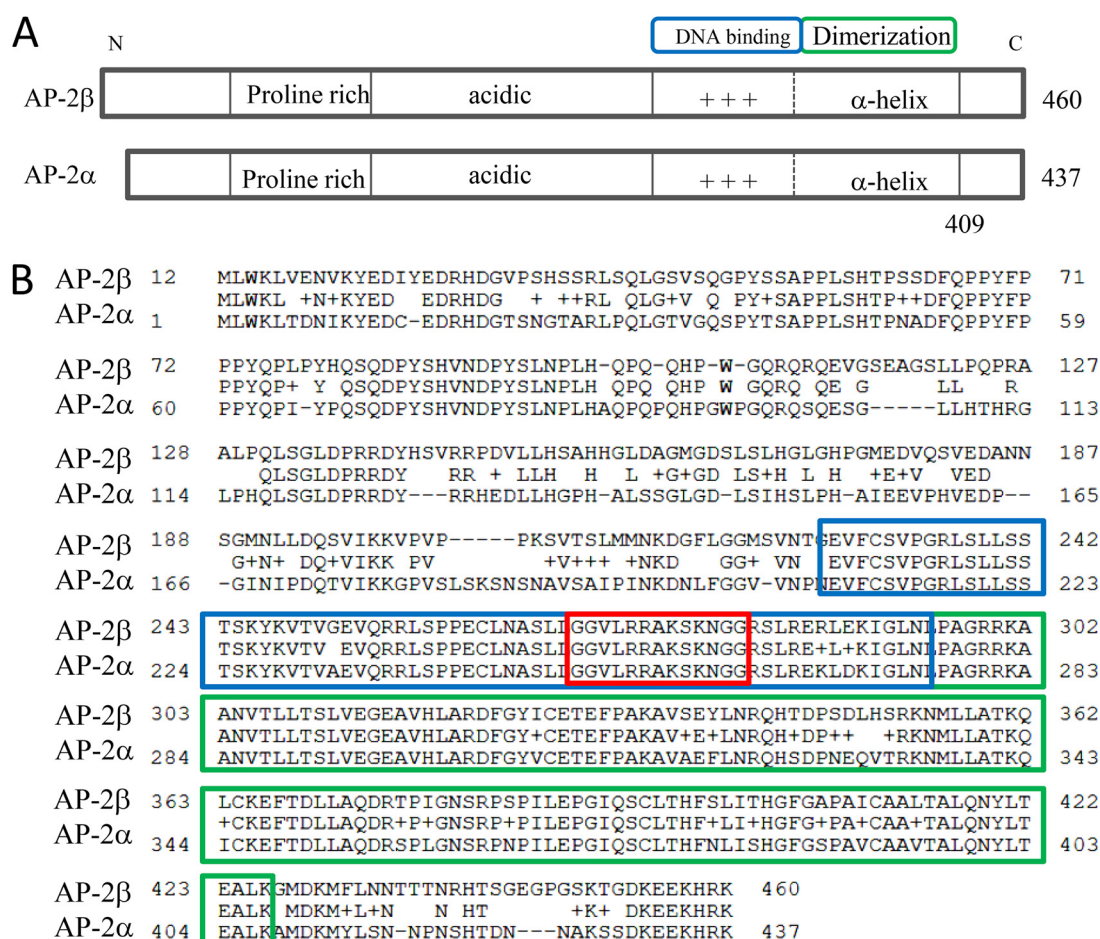 A
N DNA binding Dimerization C
AP-2β Proline rich acidic + + + α-helix 460
AP-2α Proline rich acidic + + + α-helix 437
409
B
AP-2β 12 MLWKLVENVKYEDIYEDRHDGVPSHSSRLSQLGSVSQGPYSSAPPLSHTPSSDFQPPYFP 71
MLWKL +N+KYED EDRHDG + ++RL QLG+V Q PY+SAPPLSHTP++DFQPPYFP
AP-2α 1 MLWKLTDNIKYEDC-EDRHDGTSNGTARLPQLGTVGQSPYTSAPPLSHTPNADFQPPYFP 59
AP-2β 72 PPYQPLPYHQSQDPYSHVNDPYSLNPLH-QPQ-QHP-W-GQRQRQEVGSEAGSLLPQPRA 127
PPYQP+ Y QSQDPYSHVNDPYSLNPLH QPQ QHP W GQRQ QE G LL R
AP-2α 60 PPYQPI-YPQSQDPYSHVNDPYSLNPLHAQPQPQHPGWPGQRQSQESG-----LLHTHRG 113
AP-2β 128 ALPQLSGLDPRRDYHSVRRPDVLLHSAHHGLDAGMGDSLSLHGLGHPGMEDVQSVEDANN 187
QLSGLDPRRDY RR + LLH H L +G+GD LS+H L H +E+V VED
AP-2α 114 LPHQLSGLDPRRDY---RRHEDLLHGPH-ALSSGLGD-LSIHSLPH-AIEEVPHVEDP-- 165
AP-2β 188 SGMNLLDQSVIKKVPVP-----PKSVTSLMMNKDGFLGGMSVNTGEVFCSVPGRLSLLSS 242
G+N+ DQ+VIKK PV +V+++ +NKD GG+ VN EVFCSVPGRLSLLSS
AP-2α 166 -GINIPDQTVIKKGPVSLSKSNSNAVSAIPINKDNLFGGV-VNPNEVFCSVPGRLSLLSS 223
AP-2β 243 TSKYKVTVGEVQRRLSPPECLNASLLGGVLRRAKSKNGGRSLRERLEKIGLNLPAGRRKA 302
TSKYKVTV EVQRRLSPPECLNASLLGGVLRRAKSKNGGRSLRE+L+KIGLNLPAGRRKA
AP-2α 224 TSKYKVTVAEVQRRLSPPECLNASLLGGVLRRAKSKNGGRSLREKLDKIGLNLPAGRRKA 283
AP-2β 303 ANVTLLTSLVEGEAVHLARDFGYICETEFPAKAVSEYLNRQHTDPSDLHSRKNMLLATKQ 362
ANVTLLTSLVEGEAVHLARDFGY+CETEFPAKAV+E+LNRQH+DP++ +RKNMLLATKQ
AP-2α 284 ANVTLLTSLVEGEAVHLARDFGYVCETEFPAKAVAEFLNRQHSDPNEQVTRKNMLLATKQ 343
AP-2β 363 LCKEFTDLLAQDRTPIGNSRPSPILEPGIQSCLTHFSLITHGFGAPAICAALTALQNYLT 422
+CKEFTDLLAQDR+P+GNSRP+PILEPGIQSCLTHF+LI+HGFG+PA+CAA+TALQNYLT
AP-2α 344 ICKEFTDLLAQDRSPLGNSRPNPILEPGIQSCLTHFNLISHGFGSPAVCAAVTALQNYLT 403
AP-2β 423 EALKGMDKMFLNNTTTNRHTSGEGPGSKTGDKEEKHRK 460
EALK MDKM+L+N N HT +K+ DKEEKHRK
AP-2α 404 EALKAMDKMYLSN-NPNSHTDN---NAKSSDKEEKHRK 437